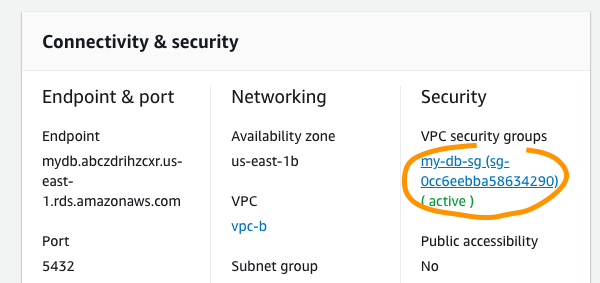 Connectivity & security
Endpoint & port
Endpoint
mydb.abczdrihzcxr.us-
east-
1.rds.amazonaws.com
Port
5432
Networking
Availability zone
us-east-1b
VPC
vpc-b
Subnet group
Security
VPC security groups
my-db-sg (sg-
0cc6eebba58634290)
( active )
Public accessibility
No